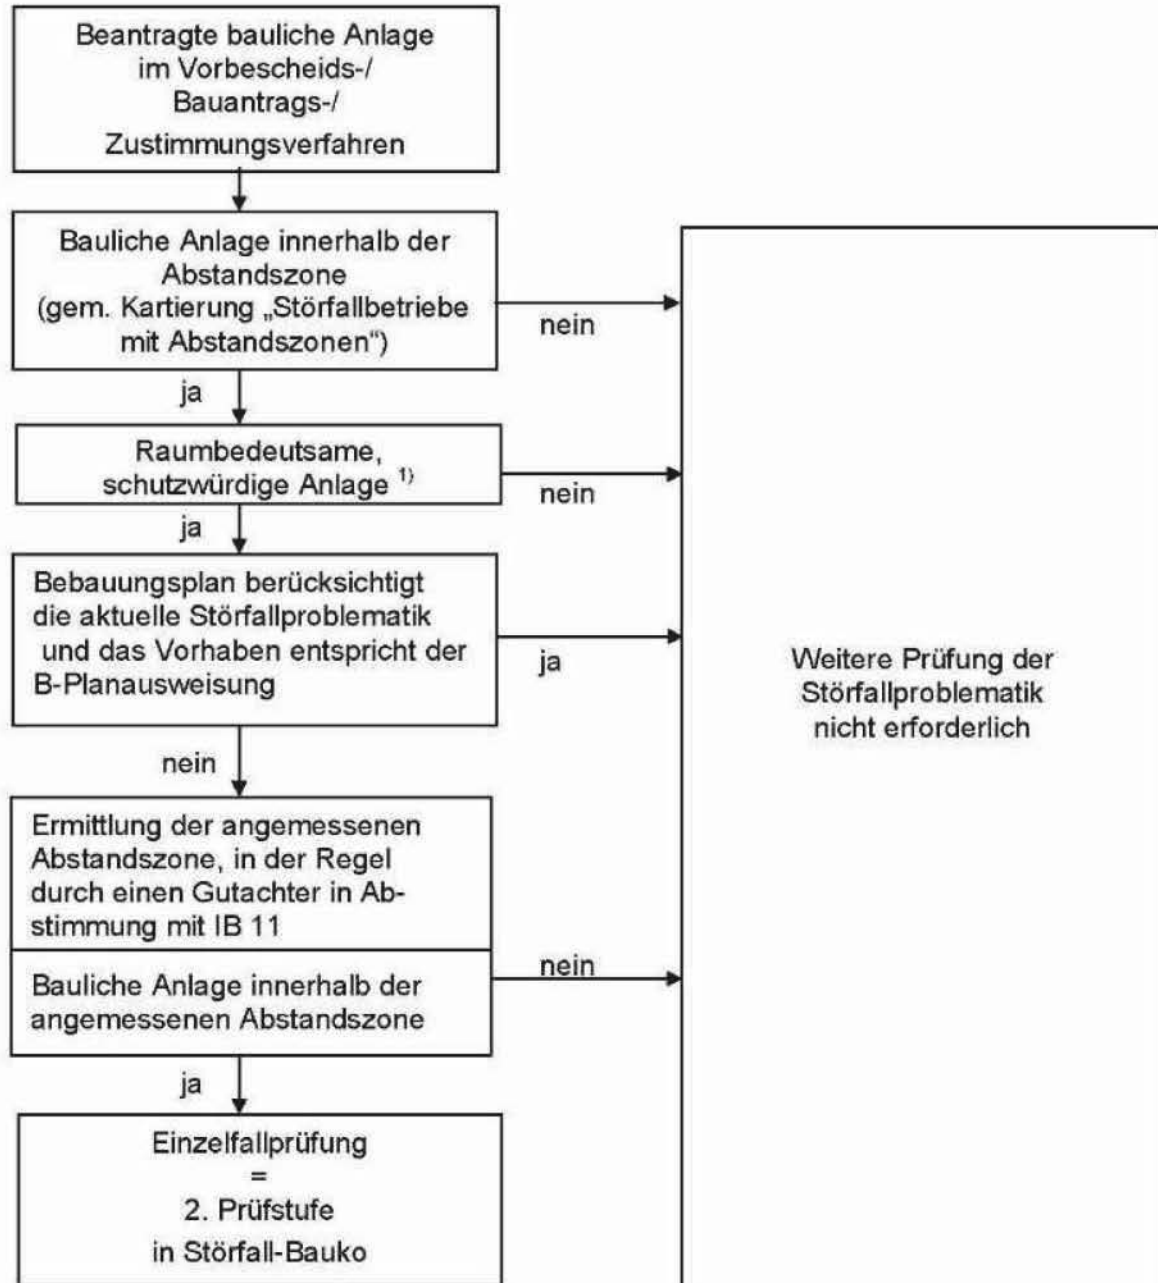 Beantragte bauliche Anlage
im Vorbescheids-/
Bauantrags-/
Zustimmungsverfahren
Bauliche Anlage innerhalb der
Abstandszone
(gem. Kartierung „Störfallbetriebe
mit Abstandszonen“)
nein
ja
Raumbedeutsame,
schutzwürdige Anlage 1)
nein
ja
Bebauungsplan berücksichtigt
die aktuelle Störfallproblematik
und das Vorhaben entspricht der
B-Planausweisung
ja
nein
Weitere Prüfung der
Störfallproblematik
nicht erforderlich
Ermittlung der angemessenen
Abstandszone, in der Regel
durch einen Gutachter in Ab-
stimmung mit IB 11
Bauliche Anlage innerhalb der
angemessenen Abstandszone
nein
ja
Einzelfallprüfung
=
2. Prüfstufe
in Störfall-Bauko